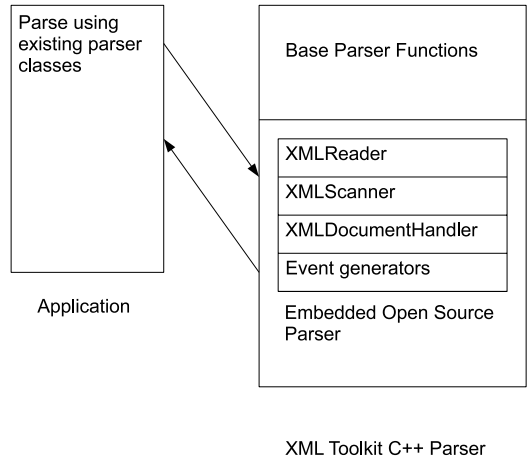 Parse using
existing parser
classes
Application
Base Parser Functions
XMLReader
XMLScanner
XMLDocumentHandler
Event generators
Embedded Open Source
Parser
XML Toolkit C++ Parser